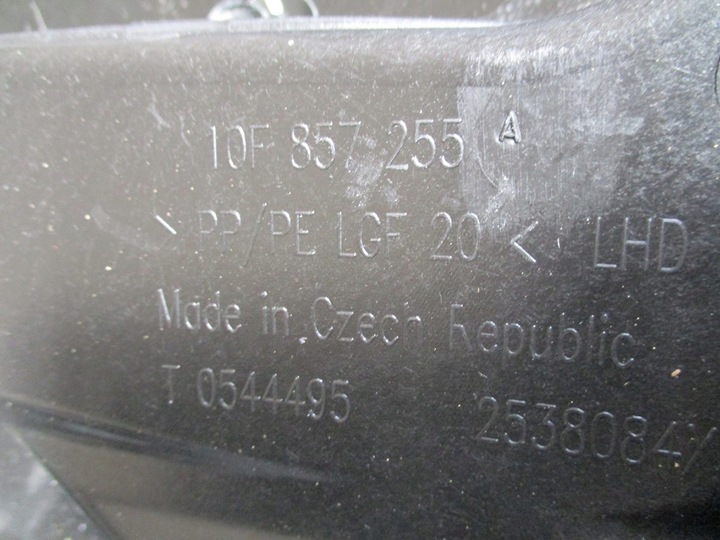 10F 857 255 A
> PP/PE LGF 20 < LHD
Made in Czech Republic
T 0544495 2538084/